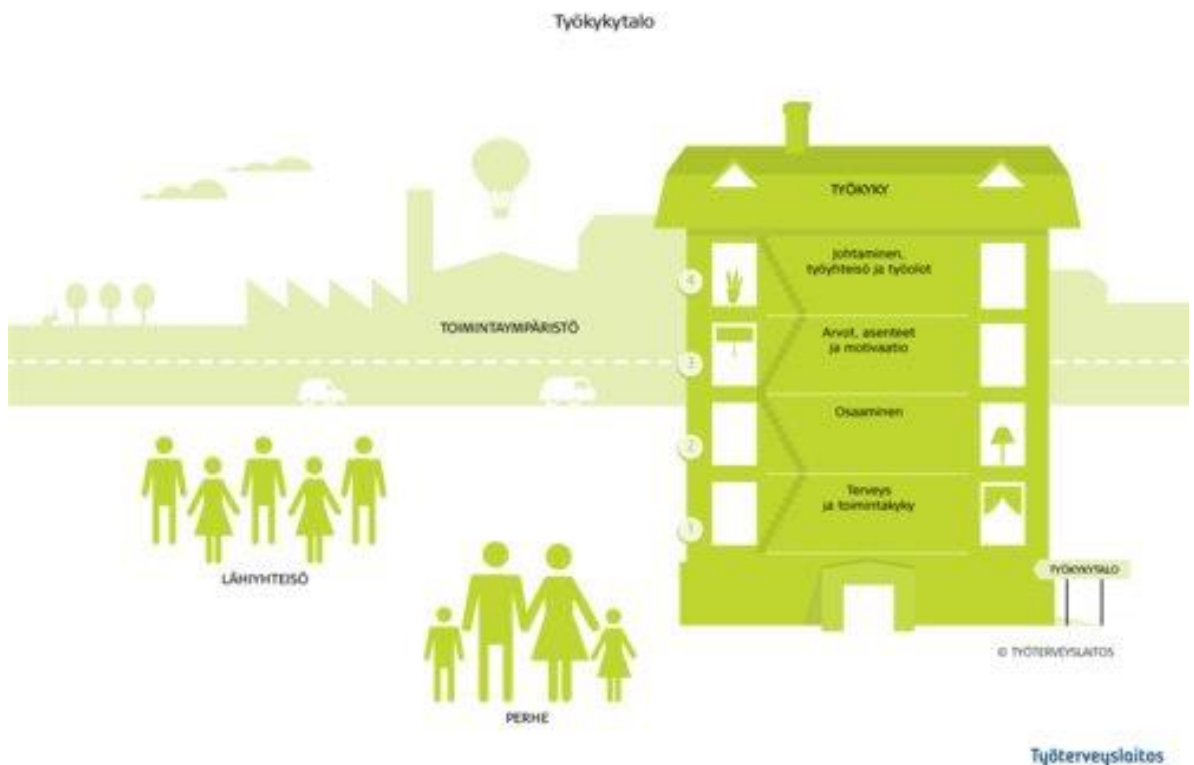 Työkykytalo
TYÖKYKY
4
Johtaminen,
työyhteisö ja työolot
TOIMINTAYMPÄRISTÖ
3
Arvot, asenteet
ja motivaatio
2
Osaaminen
1
Terveys
ja toimintakyky
LÄHIYHTEISÖ
TYÖKYKYTALO
© TYÖTERVEYSLAITOS
PERHE
Työterveyslaitos